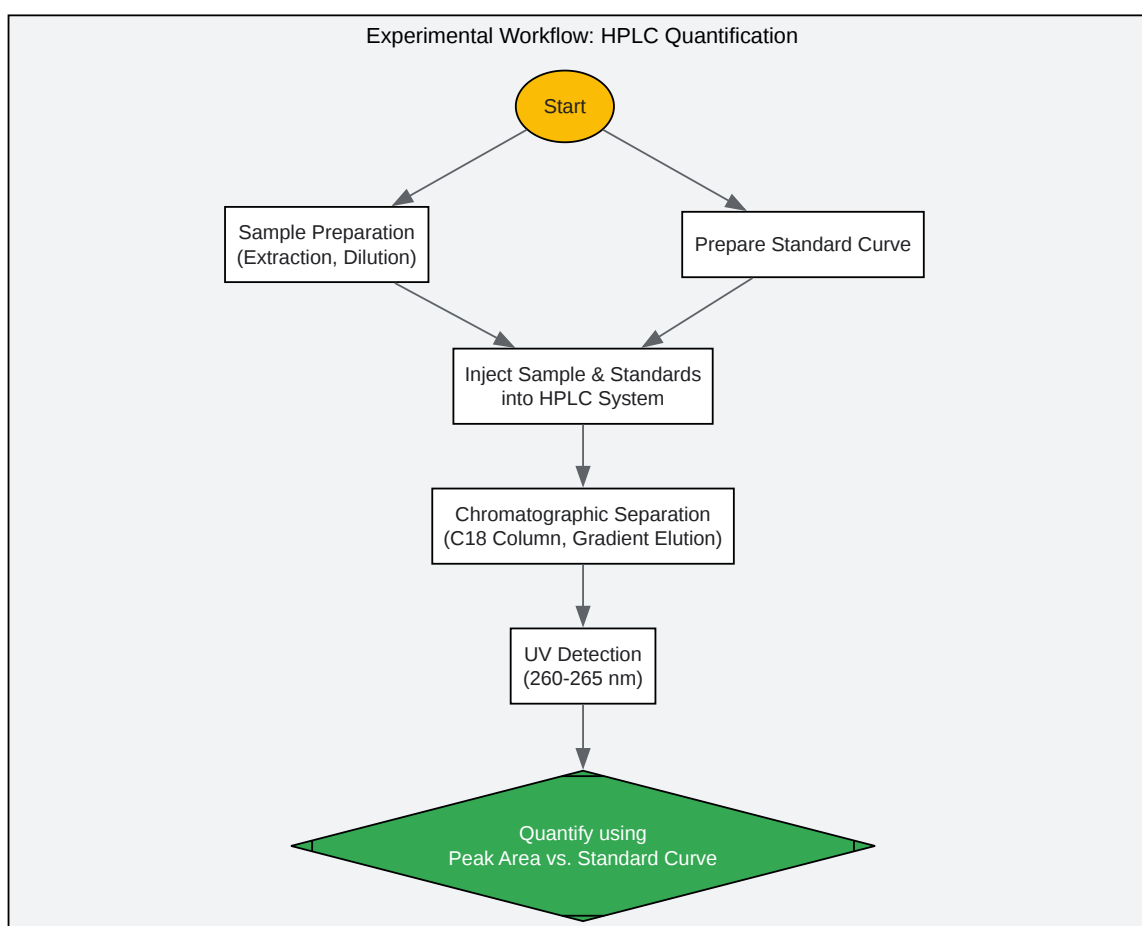 Experimental Workflow: HPLC Quantification
Start
Sample Preparation
(Extraction, Dilution)
Prepare Standard Curve
Inject Sample & Standards
into HPLC System
Chromatographic Separation
(C18 Column, Gradient Elution)
UV Detection
(260-265 nm)
Quantify using
Peak Area vs. Standard Curve